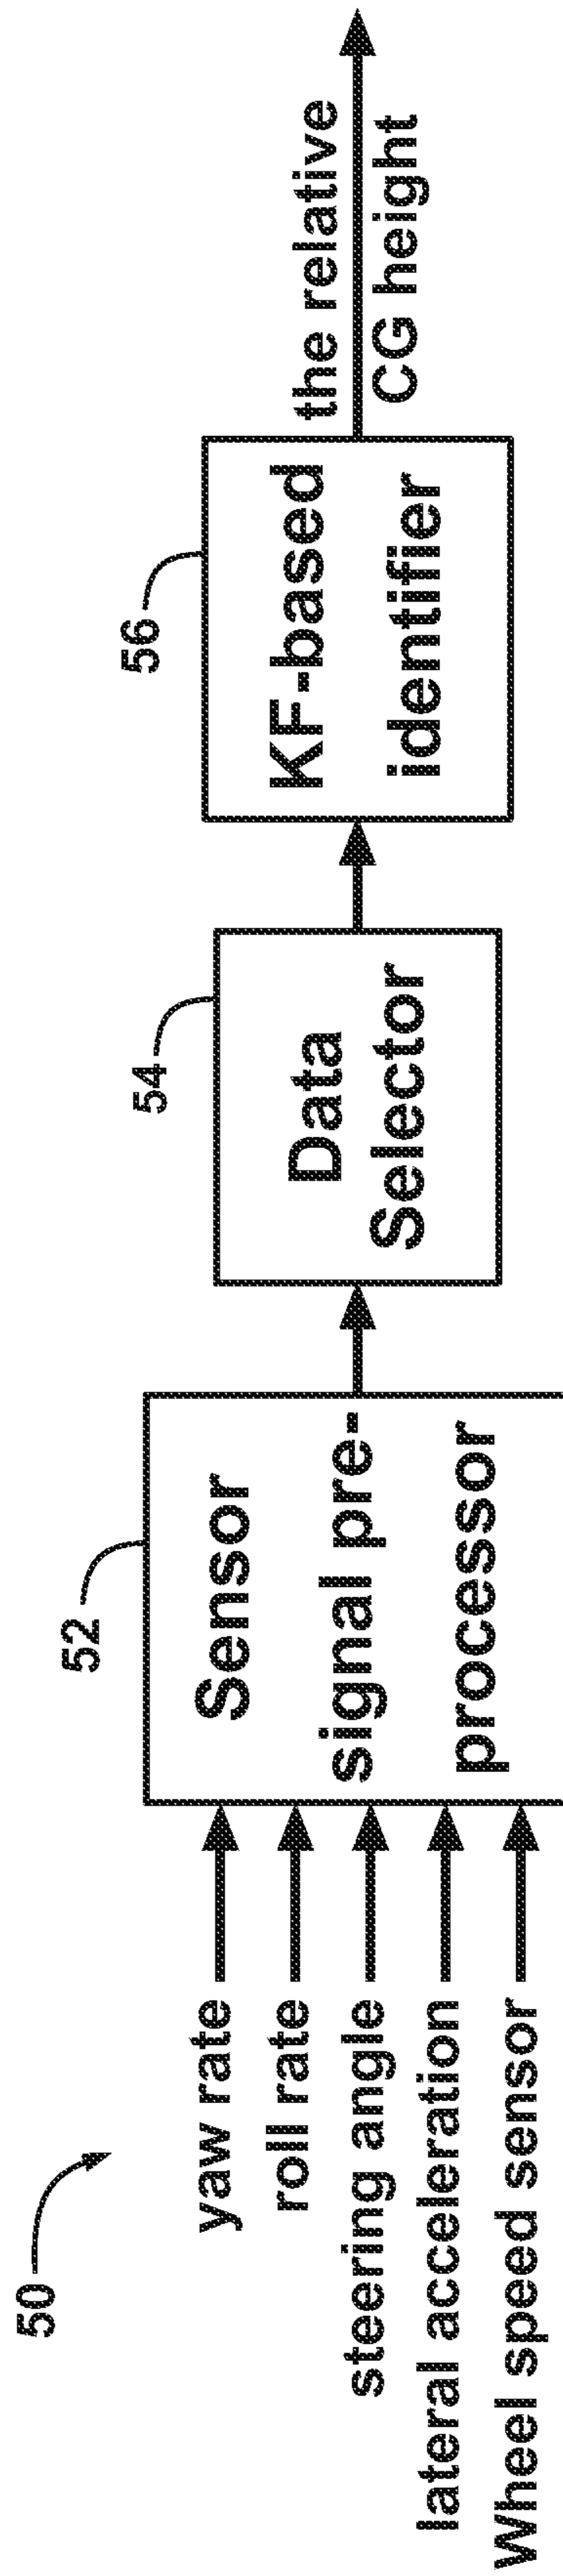 50
yaw rate
roll rate
steering angle
lateral acceleration
Wheel speed sensor
52
Sensor
signal pre-
processor
54
Data
Selector
56
KF-based
identifier
the relative
CG height